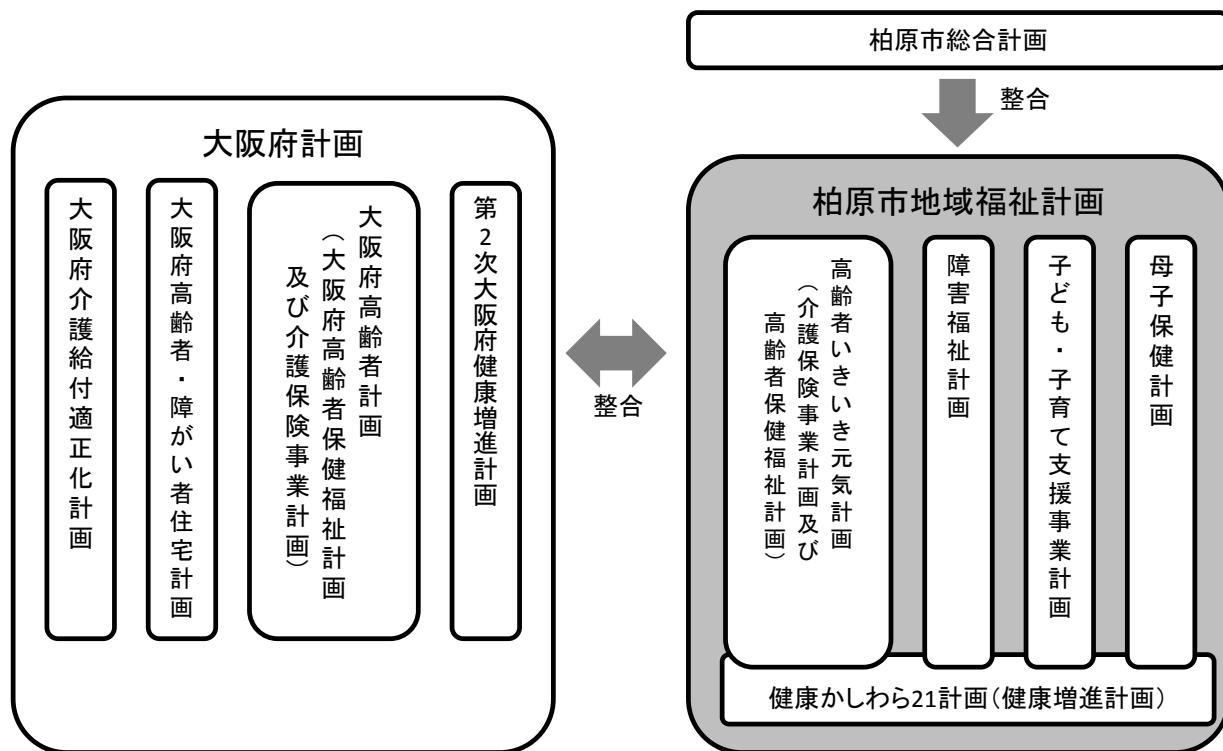 柏原市総合計画
整合
大阪府計画
大阪府介護給付適正化計画
大阪府高齢者・障がい者住宅計画
大阪府高齢者計画
（大阪府高齢者保健福祉計画
及び介護保険事業計画）
第2次大阪府健康増進計画
整合
柏原市地域福祉計画
高齢者いきいき元気計画
（介護保険事業計画及び
高齢者保健福祉計画）
障害福祉計画
子ども・子育て支援事業計画
母子保健計画
健康かしわら21計画（健康増進計画）